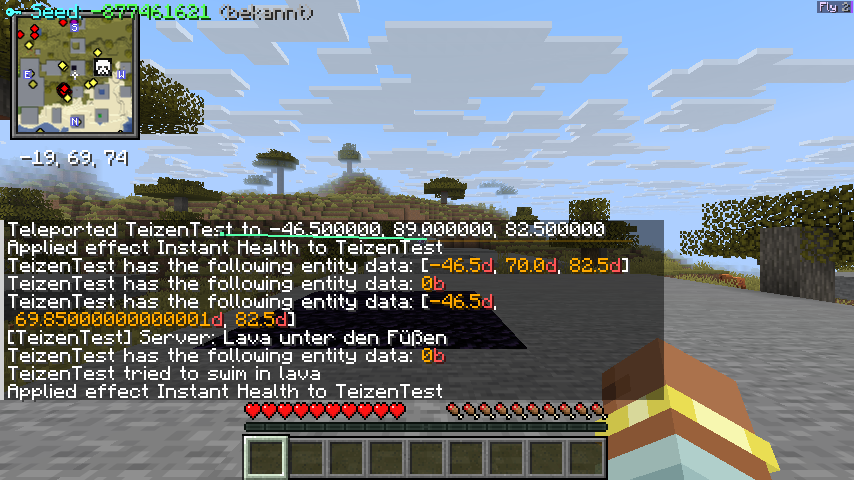 Seed -877461621 (bekannt)
Fly 2
S
E
W
N
-19, 69, 74
Teleported TeizenTest to -46.500000, 89.000000, 82.500000
Applied effect Instant Health to TeizenTest
TeizenTest has the following entity data: [-46.5d, 70.0d, 82.5d]
TeizenTest has the following entity data: 0b
TeizenTest has the following entity data: [-46.5d,
69.85000000000001d, 82.5d]
[TeizenTest] Server: Lava unter den Füßen
TeizenTest has the following entity data: 0b
TeizenTest tried to swim in lava
Applied effect Instant Health to TeizenTest